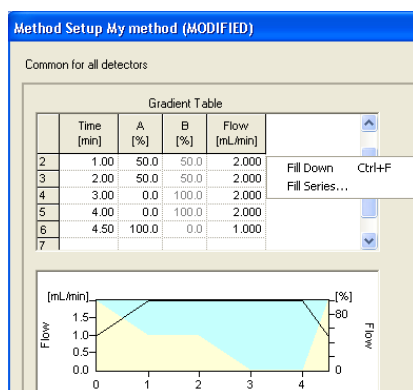 Method Setup My method (MODIFIED)
Common for all detectors
Gradient Table
Time [min] A [%] B [%] Flow [mL/min]
2 1.00 50.0 50.0 2.000
3 2.00 50.0 50.0 2.000
4 3.00 0.0 100.0 2.000
5 4.00 0.0 100.0 2.000
6 4.50 100.0 0.0 1.000
7
Fill Down Ctrl+F
Fill Series...
[mL/min] [%]
1.5 80
1.0
0.5
0.0 0
Flow Flow
0 1 2 3 4